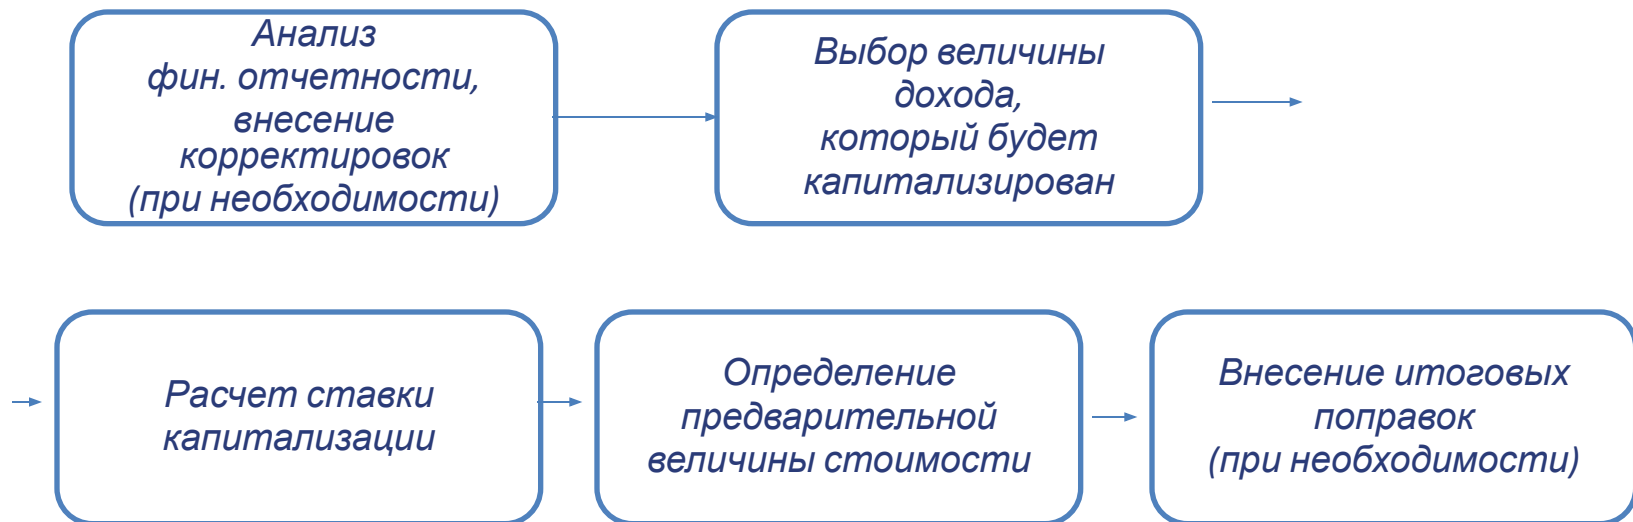 Анализ
фин. отчетности,
внесение
корректировок
(при необходимости)
Выбор величины
дохода,
который будет
капитализирован
Расчет ставки
капитализации
Определение
предварительной
величины стоимости
Внесение итоговых
поправок
(при необходимости)